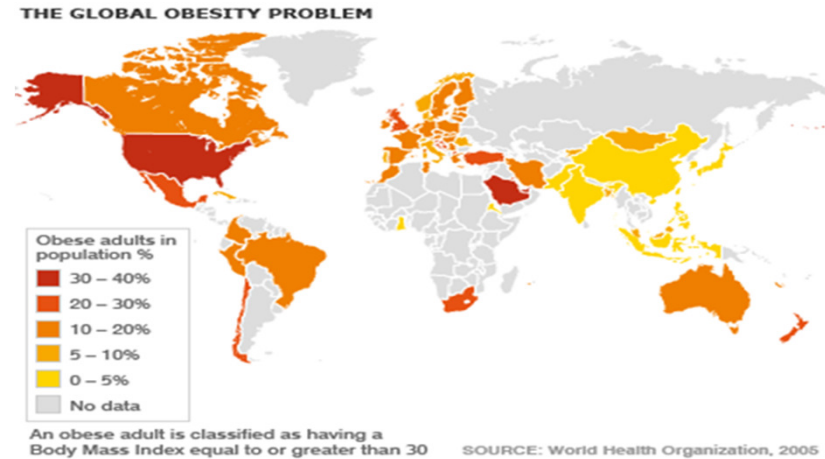 THE GLOBAL OBESITY PROBLEM
Obese adults in
population %
30 – 40%
20 – 30%
10 – 20%
5 – 10%
0 – 5%
No data
An obese adult is classified as having a
Body Mass Index equal to or greater than 30
SOURCE: World Health Organization, 2005